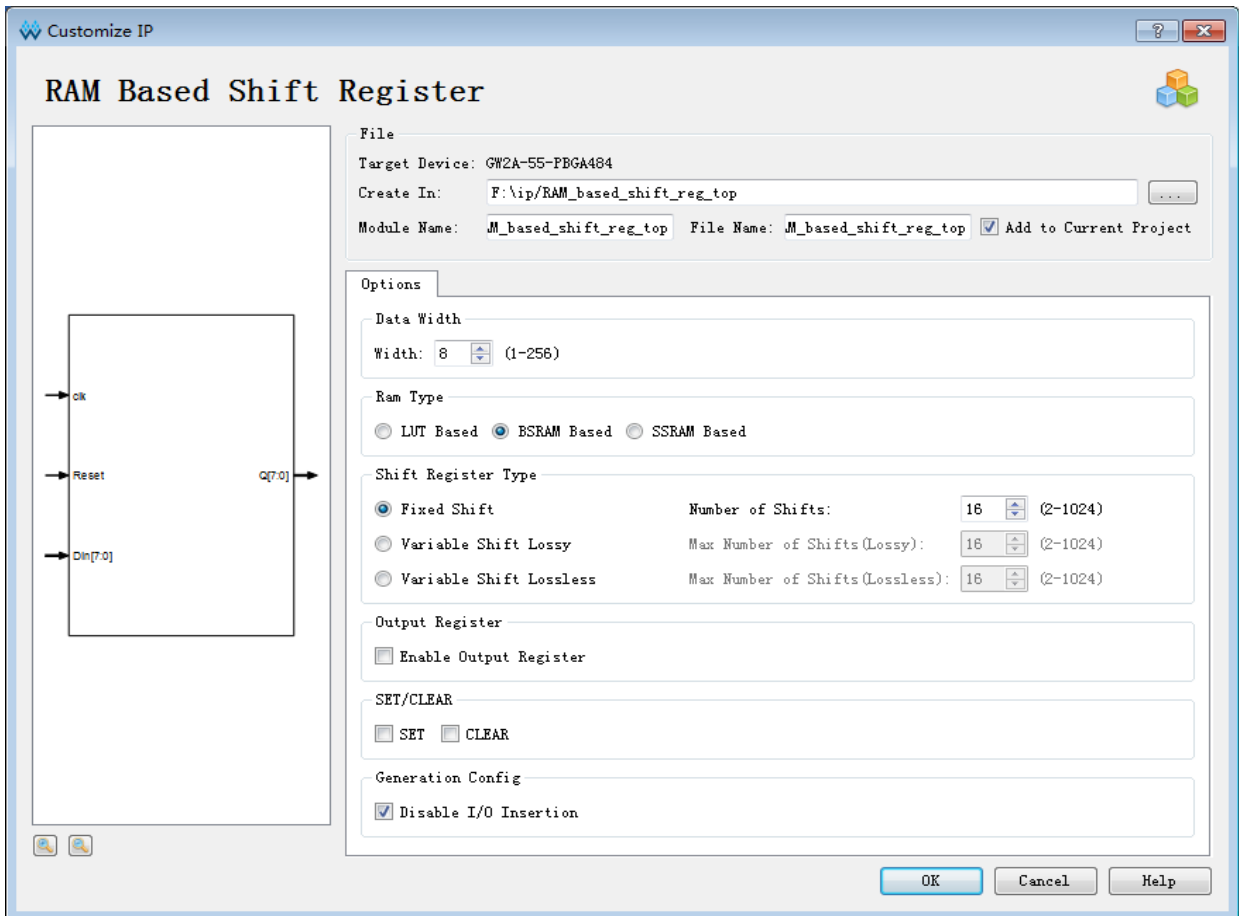 Customize IP
RAM Based Shift Register
File
Target Device: GW2A-55-PBGA484
Create In: F:\ip/RAM_based_shift_reg_top ...
Module Name: M_based_shift_reg_top File Name: M_based_shift_reg_top Add to Current Project
Options
Data Width
Width: 8 (1-256)
Ram Type
LUT Based BSRAM Based SSRAM Based
Shift Register Type
Fixed Shift Number of Shifts: 16 (2-1024)
Variable Shift Lossy Max Number of Shifts(Lossy): 16 (2-1024)
Variable Shift Lossless Max Number of Shifts(Lossless): 16 (2-1024)
Output Register
Enable Output Register
SET/CLEAR
SET CLEAR
Generation Config
Disable I/O Insertion
clk
Reset Q[7:0]
Din[7:0]
OK Cancel Help